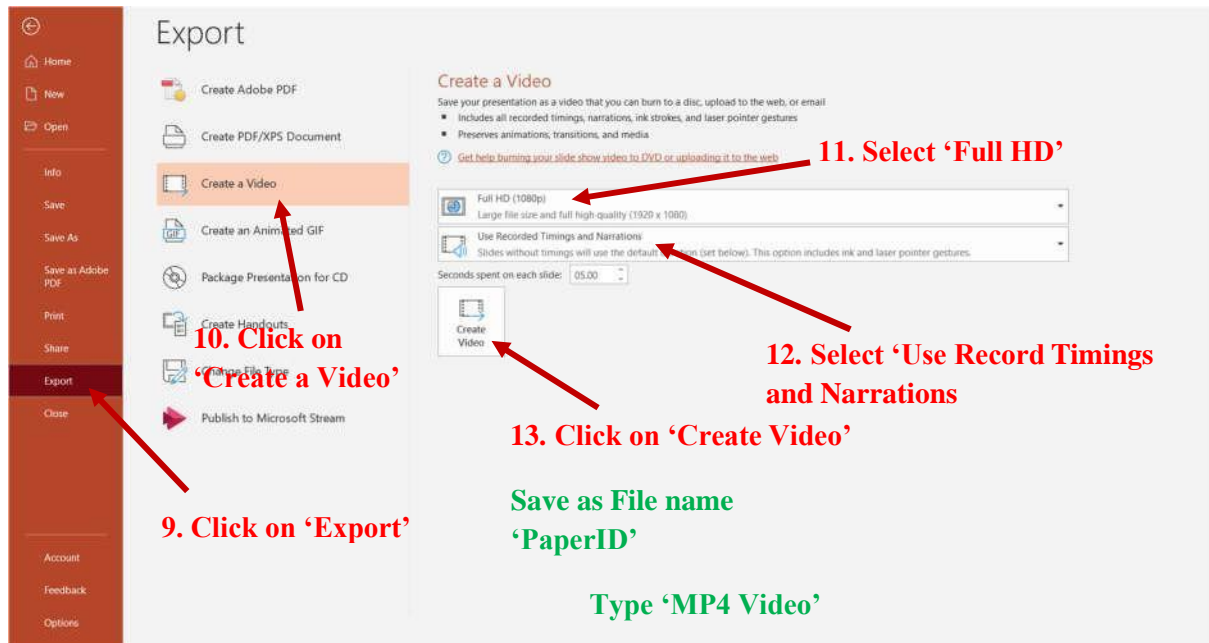 Export
Home
New
Open
Info
Save
Save As
Save as Adobe
PDF
Print
Share
Export
Close
Account
Feedback
Options
Create Adobe PDF
Create PDF/XPS Document
Create a Video
Create an Animated GIF
Package Presentation for CD
Create Handouts
Change File Type
Publish to Microsoft Stream
Create a Video
Save your presentation as a video that you can burn to a disc, upload to the web, or email
Includes all recorded timings, narrations, ink strokes, and laser pointer gestures
Preserves animations, transitions, and media
Get help burning your slide show video to DVD or uploading it to the web
Full HD (1080p)
Large file size and full high quality (1920 x 1080)
Use Recorded Timings and Narrations
Slides without timings will use the default duration (set below). This option includes ink and laser pointer gestures.
Seconds spent on each slide: 05.00
Create
Video
9. Click on ‘Export’
10. Click on
‘Create a Video’
11. Select ‘Full HD’
12. Select ‘Use Record Timings
and Narrations
13. Click on ‘Create Video’
Save as File name
‘PaperID’
Type ‘MP4 Video’